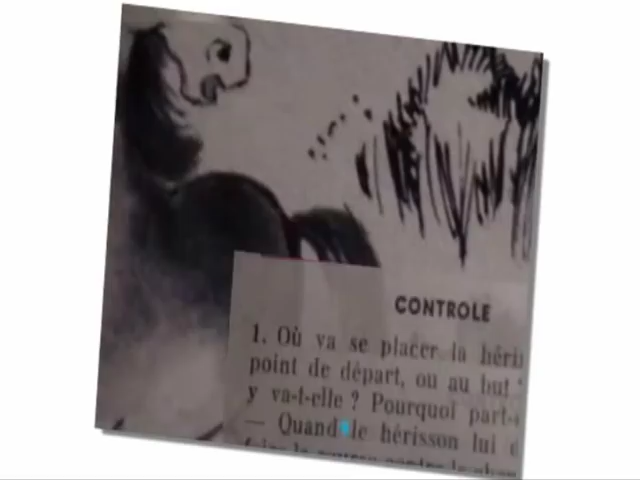 CONTROLE
1. Où va se placer la héri
point de départ, ou au but
y va-t-elle ? Pourquoi part-
— Quand le hérisson lui